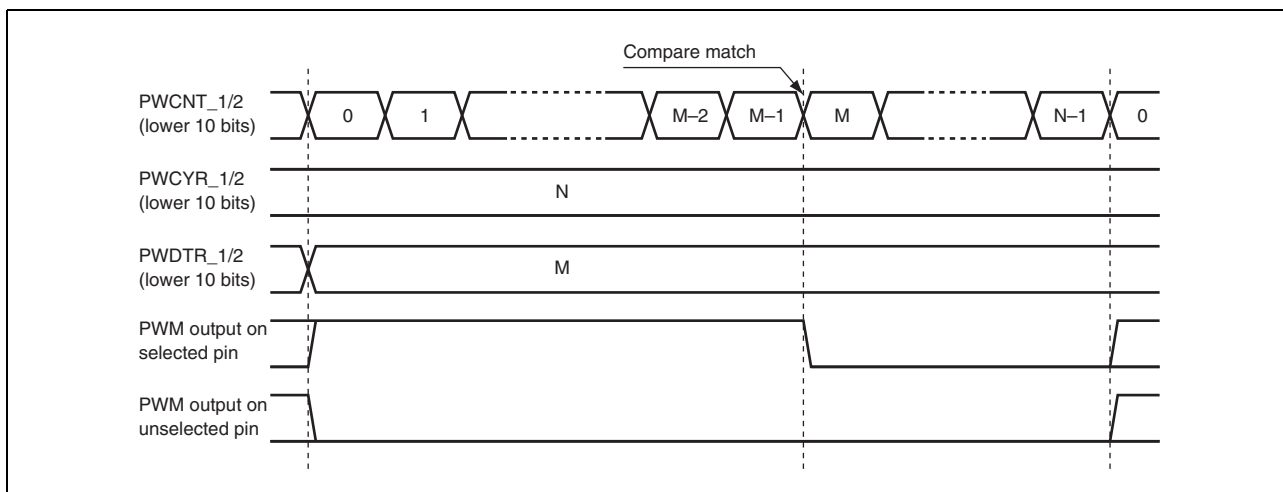 Compare match
PWCNT_1/2
(lower 10 bits)
0
1
M–2
M–1
M
N–1
0
PWCYR_1/2
(lower 10 bits)
N
PWDTR_1/2
(lower 10 bits)
M
PWM output on
selected pin
PWM output on
unselected pin